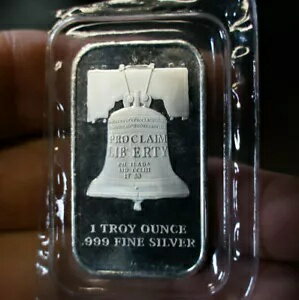 PROCLAIM
LIBERTY
1 TROY OUNCE
.999 FINE SILVER